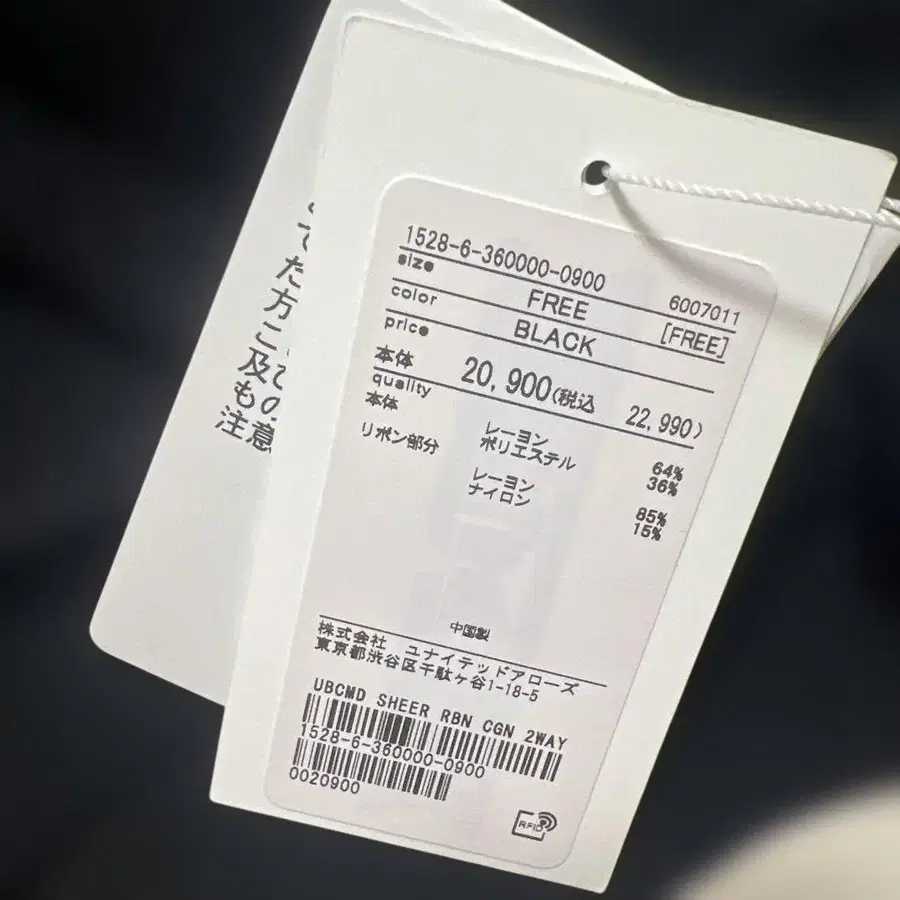 てた方こ
及び
もの
注意
1528-6-360000-0900
6007011
size FREE [FREE]
color BLACK
price
本体 20,900(税込 22,990)
quality
本体 レーヨン 64%
ポリエステル 36%
リボン部分 レーヨン 85%
ナイロン 15%
中国製
株式会社 ユナイテッドアローズ
東京都渋谷区千駄ヶ谷1-18-5
UBCMD SHEER RBN CGN 2WAY
1528-6-360000-0900
0020900
RFID